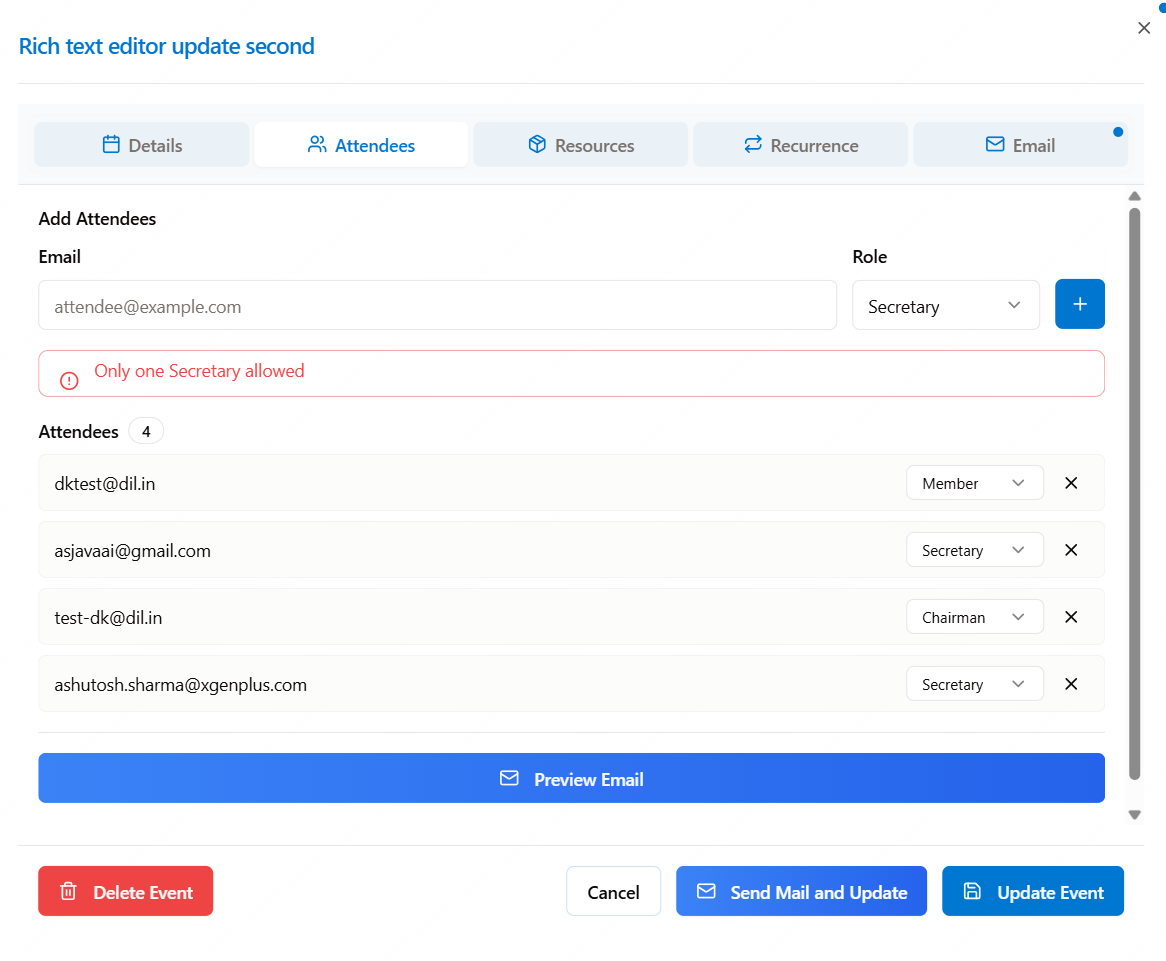 Rich text editor update second
Details Attendees Resources Recurrence Email
Add Attendees
Email Role
attendee@example.com Secretary
Only one Secretary allowed
Attendees 4
dktest@dil.in Member
asjavaai@gmail.com Secretary
test-dk@dil.in Chairman
ashutosh.sharma@xgenplus.com Secretary
Preview Email
Delete Event Cancel Send Mail and Update Update Event